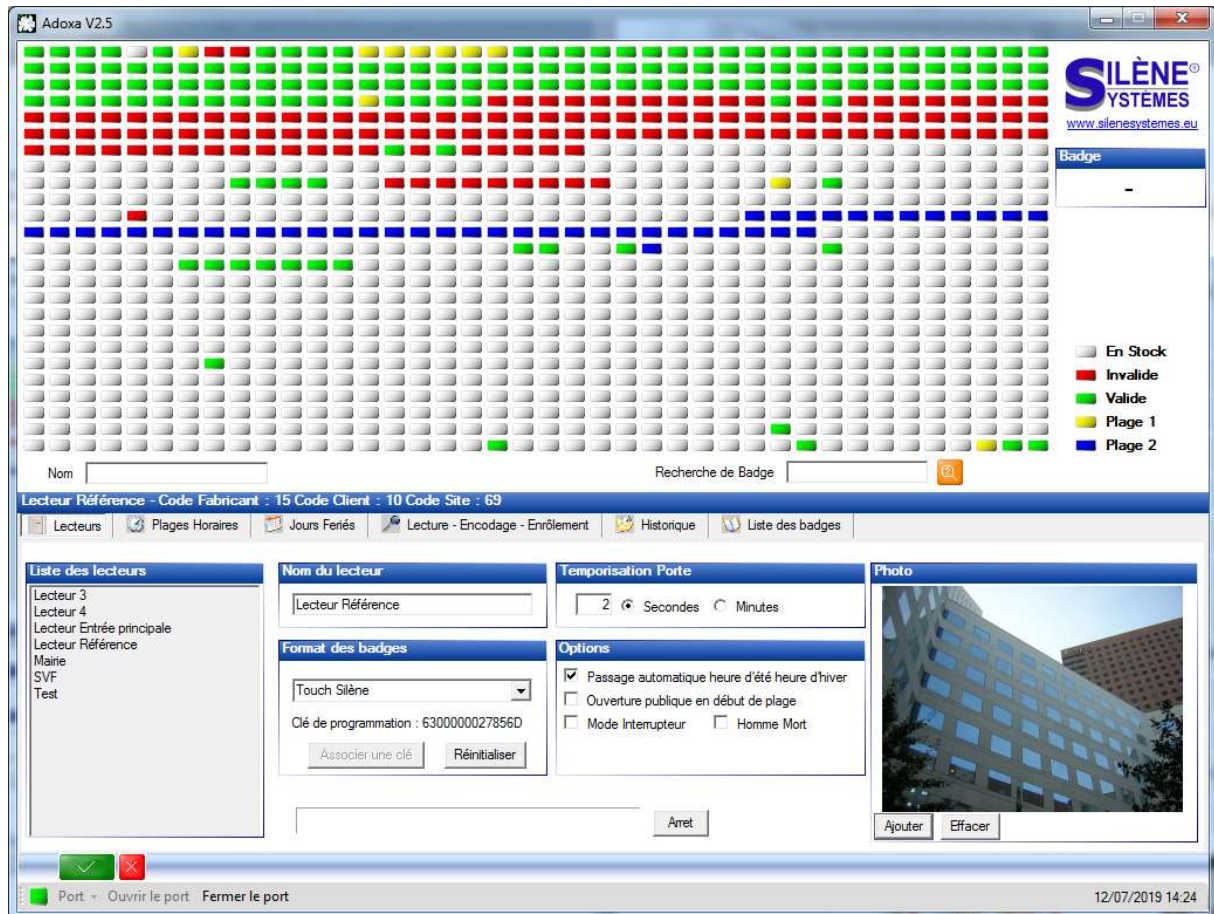 Adoxa V2.5
SILÈNE®
SYSTÈMES
www.silenesystemes.eu
Badge
-
En Stock
Invalide
Valide
Plage 1
Plage 2
Nom
Recherche de Badge
Lecteur Référence - Code Fabricant : 15 Code Client : 10 Code Site : 69
Lecteurs Plages Horaires Jours Feriés Lecture - Encodage - Enrôlement Historique Liste des badges
Liste des lecteurs
Lecteur 3
Lecteur 4
Lecteur Entrée principale
Lecteur Référence
Mairie
SVF
Test
Nom du lecteur
Lecteur Référence
Format des badges
Touch Silène
Clé de programmation : 6300000027856D
Associer une clé Réinitialiser
Temporisation Porte
2 Secondes Minutes
Options
Passage automatique heure d'été heure d'hiver
Ouverture publique en début de plage
Mode Interrupteur Homme Mort
Arret
Photo
Ajouter Effacer
Port Ouvrir le port Fermer le port
12/07/2019 14:24